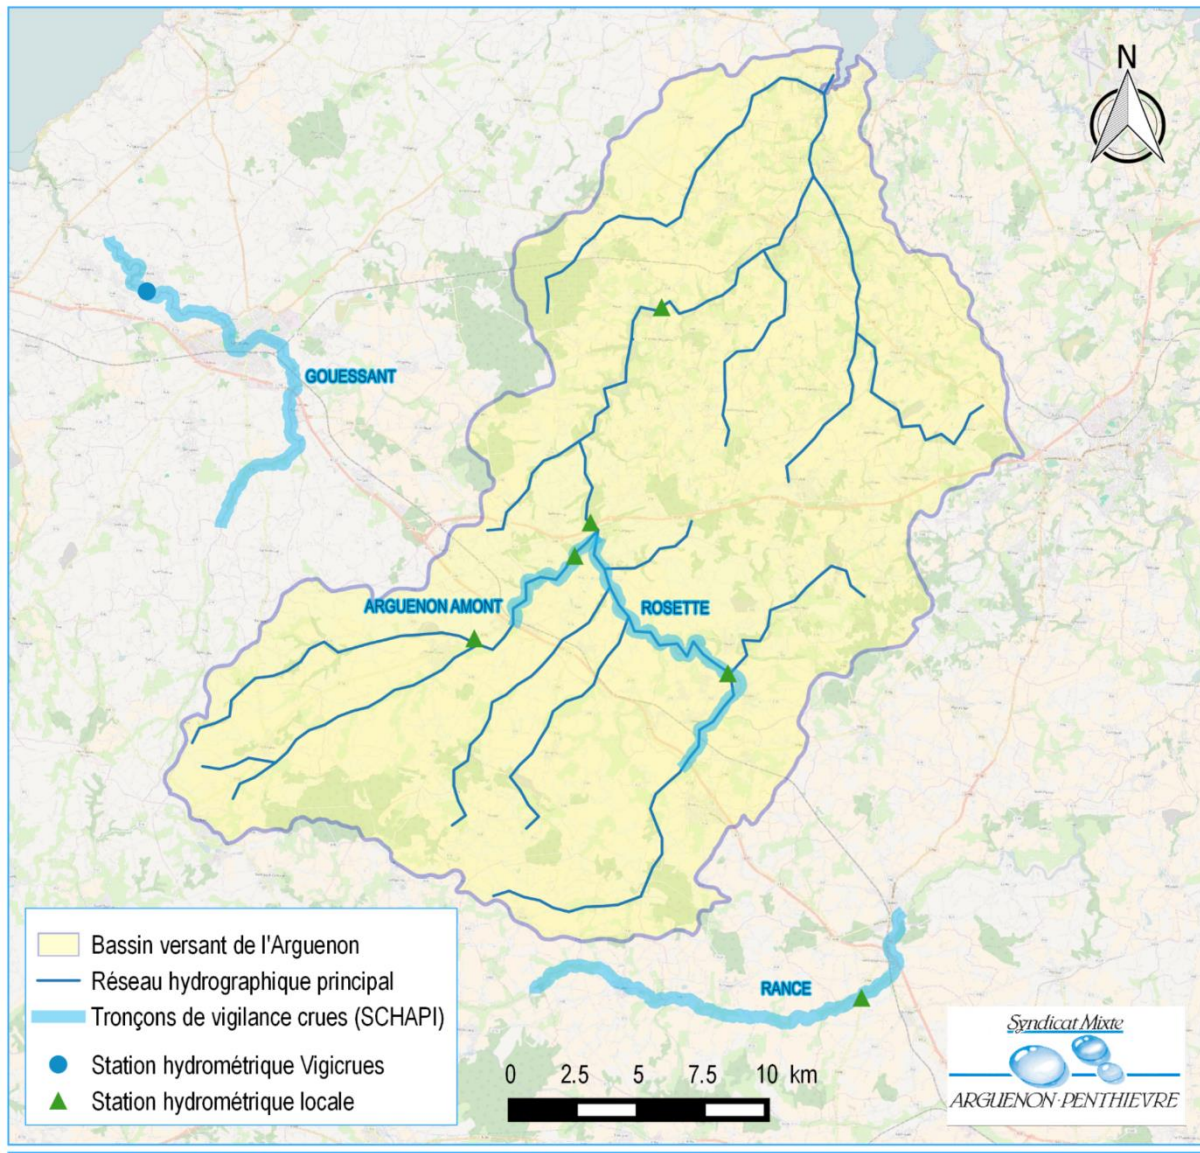 N
GOUESSANT
ARGUENON AMONT
ROSETTE
RANCE
Bassin versant de l'Arguenon
Réseau hydrographique principal
Tronçons de vigilance crues (SCHAPI)
Station hydrométrique Vigicrues
Station hydrométrique locale
0 2.5 5 7.5 10 km
Syndicat Mixte
ARGUENON-PENTHIEVRE